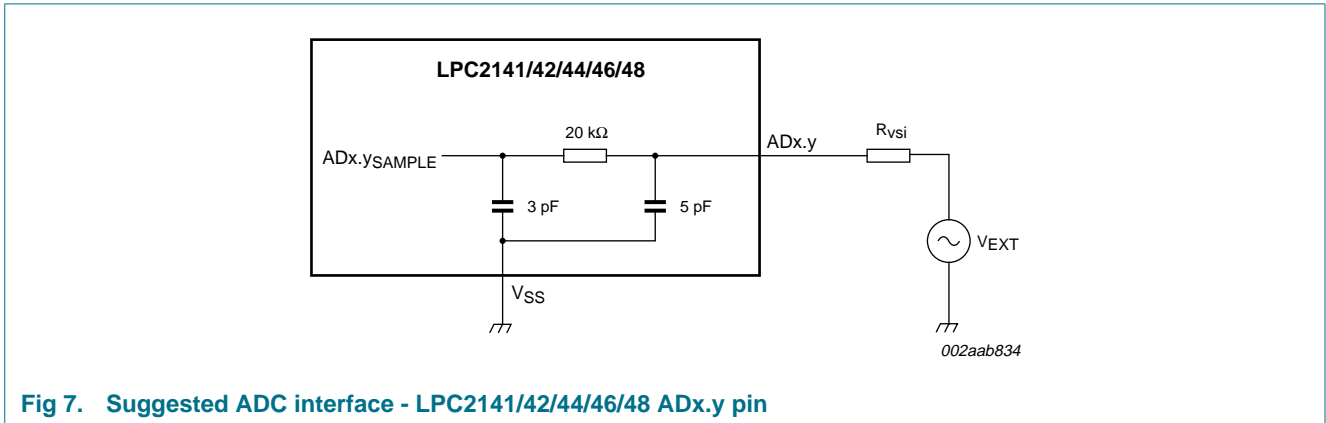 LPC2141/42/44/46/48
20 kΩ
ADx.y
Rvsi
ADx.ySAMPLE
3 pF
5 pF
VEXT
VSS
002aab834
Fig 7. Suggested ADC interface - LPC2141/42/44/46/48 ADx.y pin